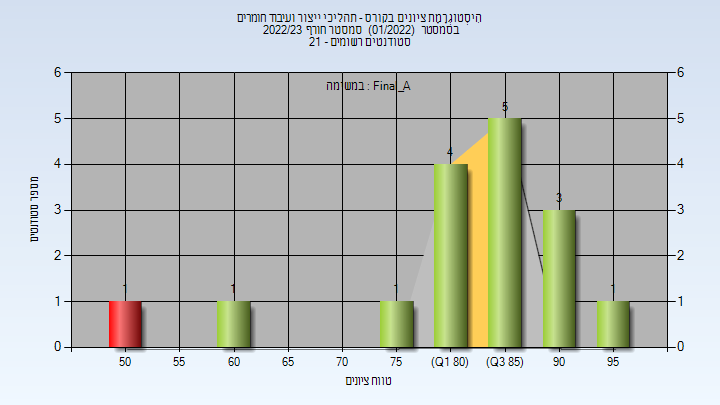 היסטוגרמת ציונים בקורס - תהליכי ייצור ועיבוד חומרים
בסמסטר (01/2022) סמסטר חורף 2022/23
סטודנטים רשומים - 21
במשימה : Final_A
6 6
5 5 5
4 4 4
3 3 3
2 2
1 1 1 1 1 1
0 0
50 55 60 65 70 75 (Q1 80) (Q3 85) 90 95
מספר סטודנטים
טווח ציונים